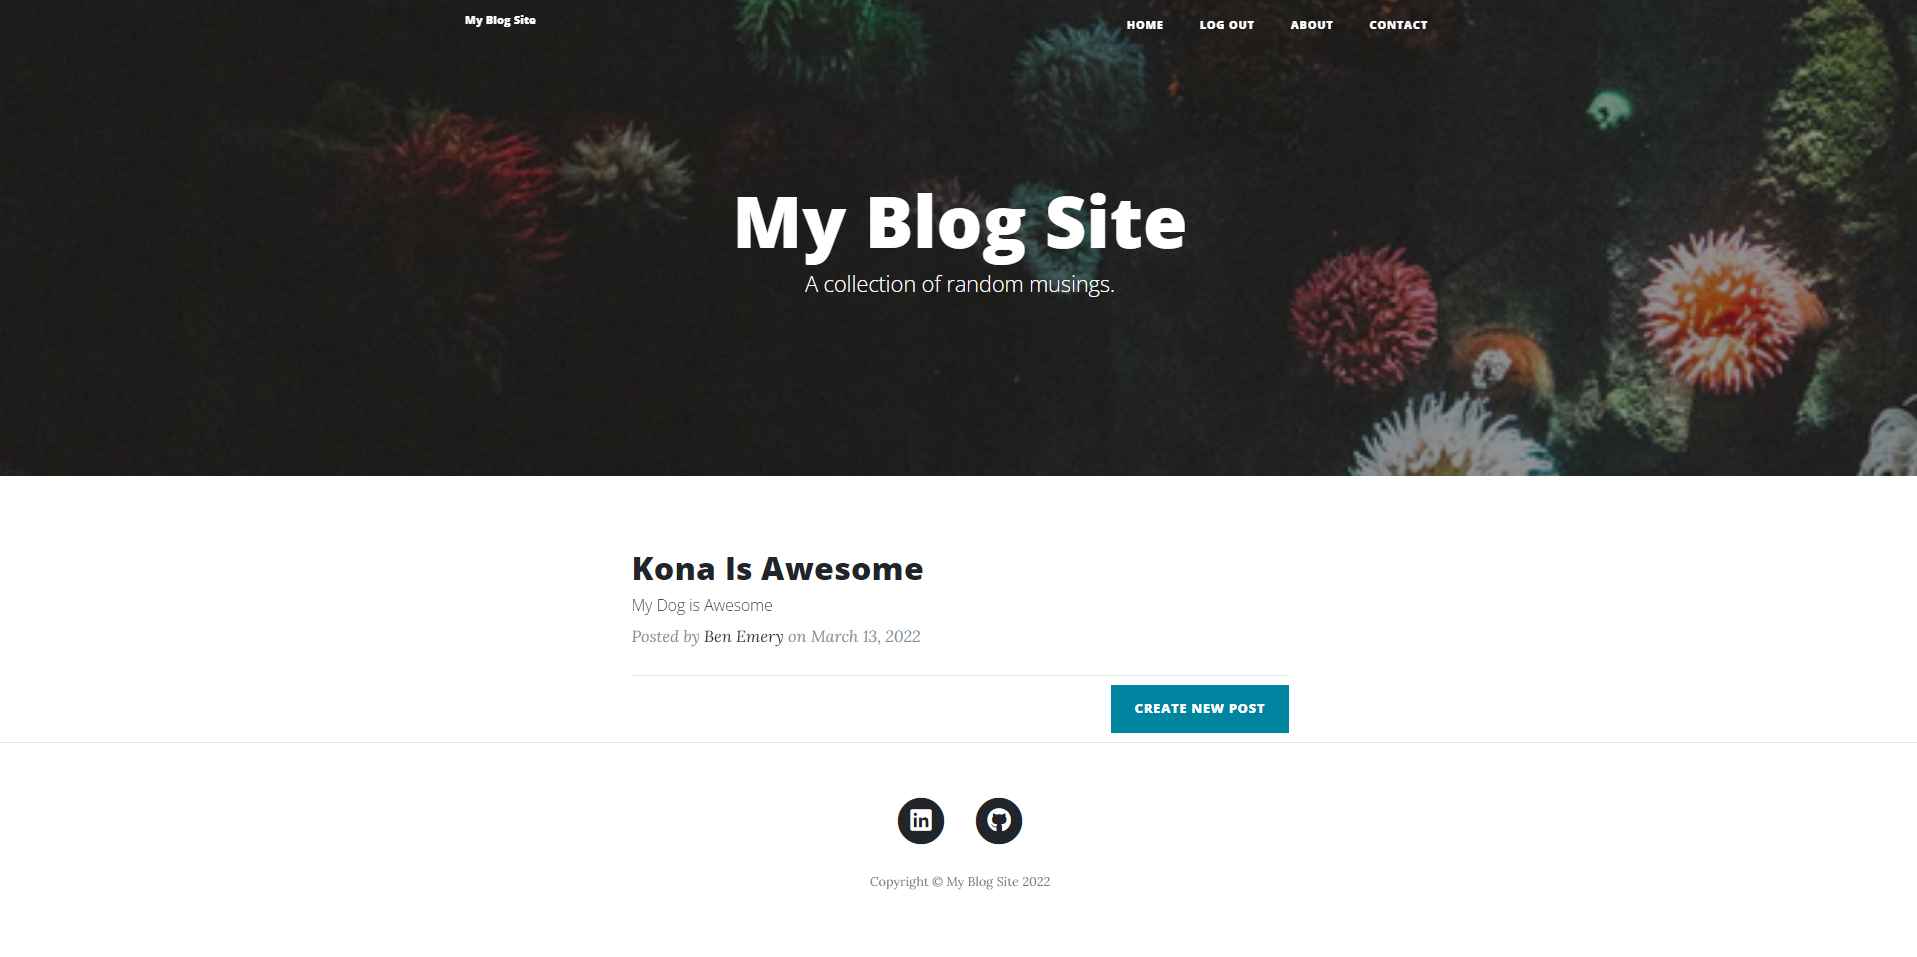 My Blog Site
HOME LOG OUT ABOUT CONTACT
My Blog Site
A collection of random musings.
Kona Is Awesome
My Dog is Awesome
Posted by Ben Emery on March 13, 2022
CREATE NEW POST
in
Copyright © My Blog Site 2022